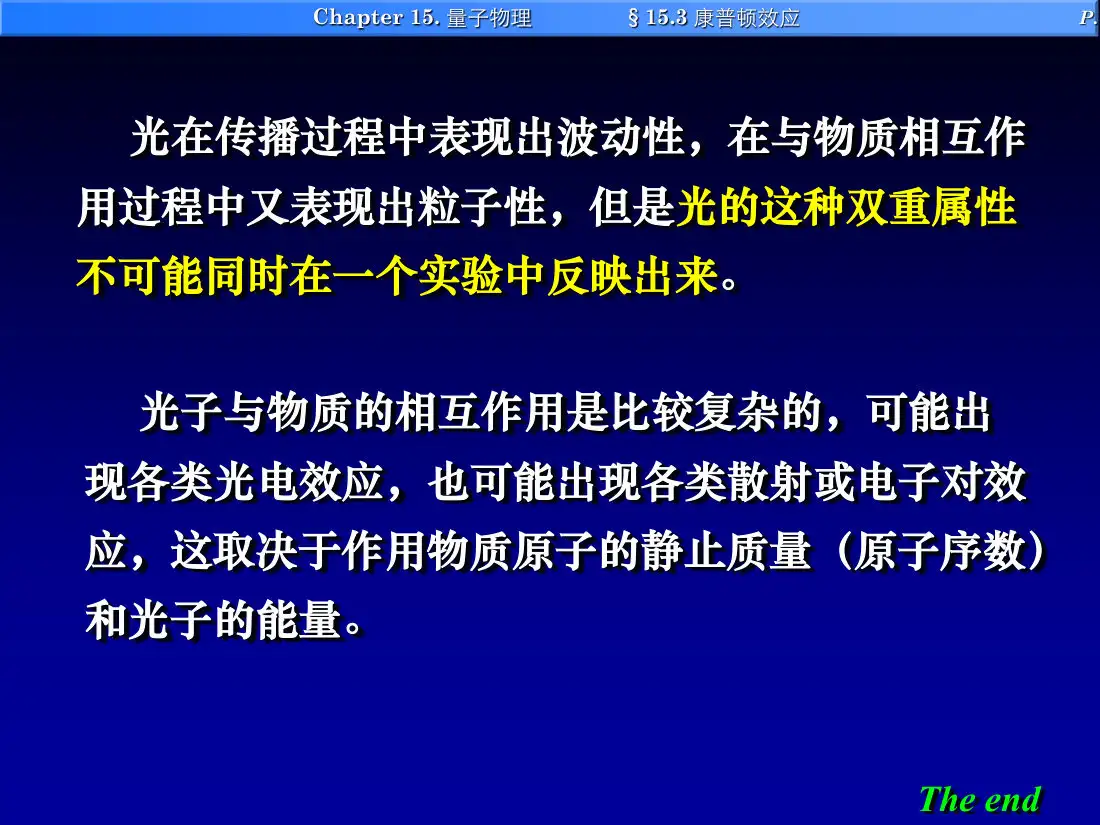 Chapter 15. 量子物理 § 15.3 康普顿效应 P.
光在传播过程中表现出波动性，在与物质相互作
用过程中又表现出粒子性，但是光的这种双重属性
不可能同时在一个实验中反映出来。
光子与物质的相互作用是比较复杂的，可能出
现各类光电效应，也可能出现各类散射或电子对效
应，这取决于作用物质原子的静止质量（原子序数）
和光子的能量。
The end